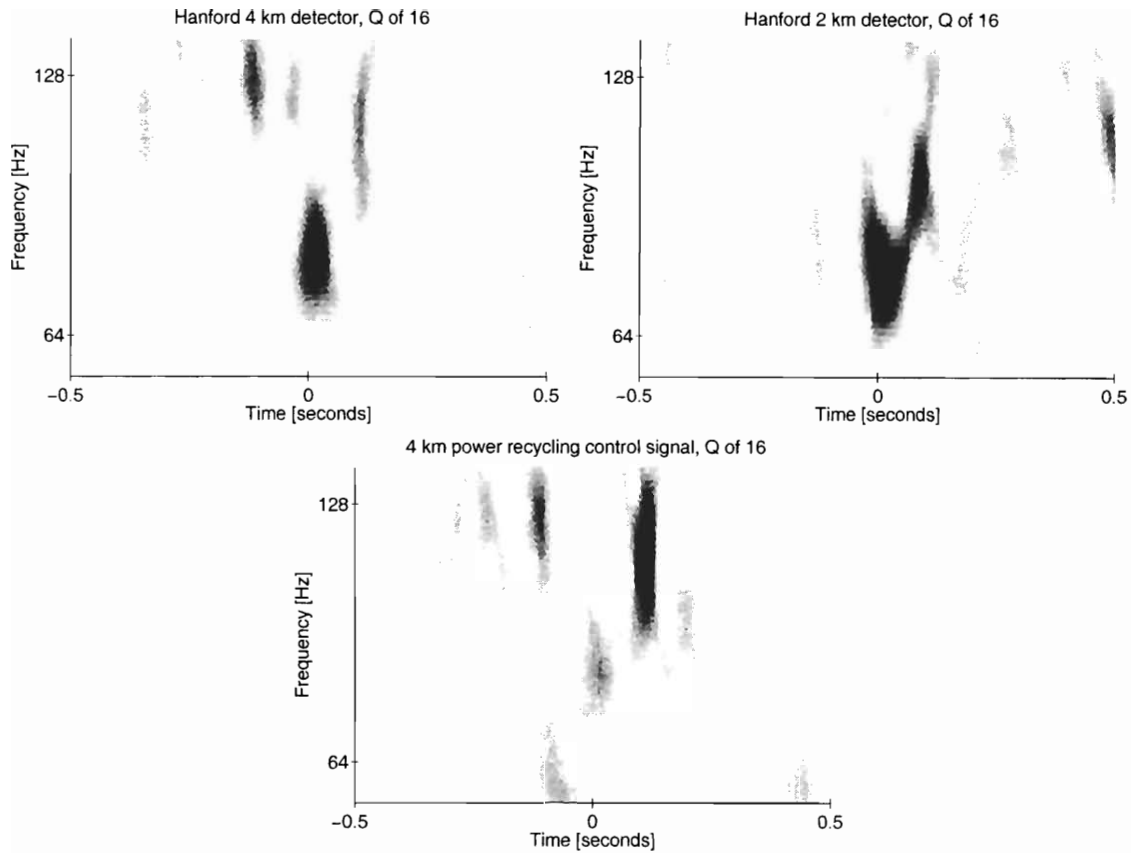 Hanford 4 km detector, Q of 16
Frequency [Hz]
128
64
−0.5
0
0.5
Time [seconds]
Hanford 2 km detector, Q of 16
Frequency [Hz]
128
64
−0.5
0
0.5
Time [seconds]
4 km power recycling control signal, Q of 16
Frequency [Hz]
128
64
−0.5
0
0.5
Time [seconds]